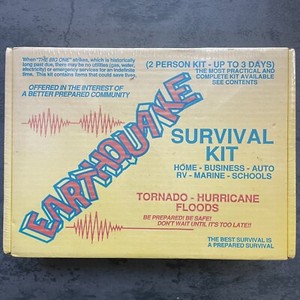 When "THE BIG ONE" strikes, which is historically
long past due, there may be no utilities (gas, water,
electricity) or emergency services for an indefinite
time. This kit contains items that could save lives.
OFFERED IN THE INTEREST OF
A BETTER PREPARED COMMUNITY
(2 PERSON KIT - UP TO 3 DAYS)
THE MOST PRACTICAL AND
COMPLETE KIT AVAILABLE
SEE CONTENTS
EARTHQUAKE
SURVIVAL
KIT
HOME - BUSINESS - AUTO
RV - MARINE - SCHOOLS
TORNADO - HURRICANE
FLOODS
BE PREPARED! BE SAFE!!
DON'T WAIT UNTIL IT'S TOO LATE!!
THE BEST SURVIVAL IS
A PREPARED SURVIVAL